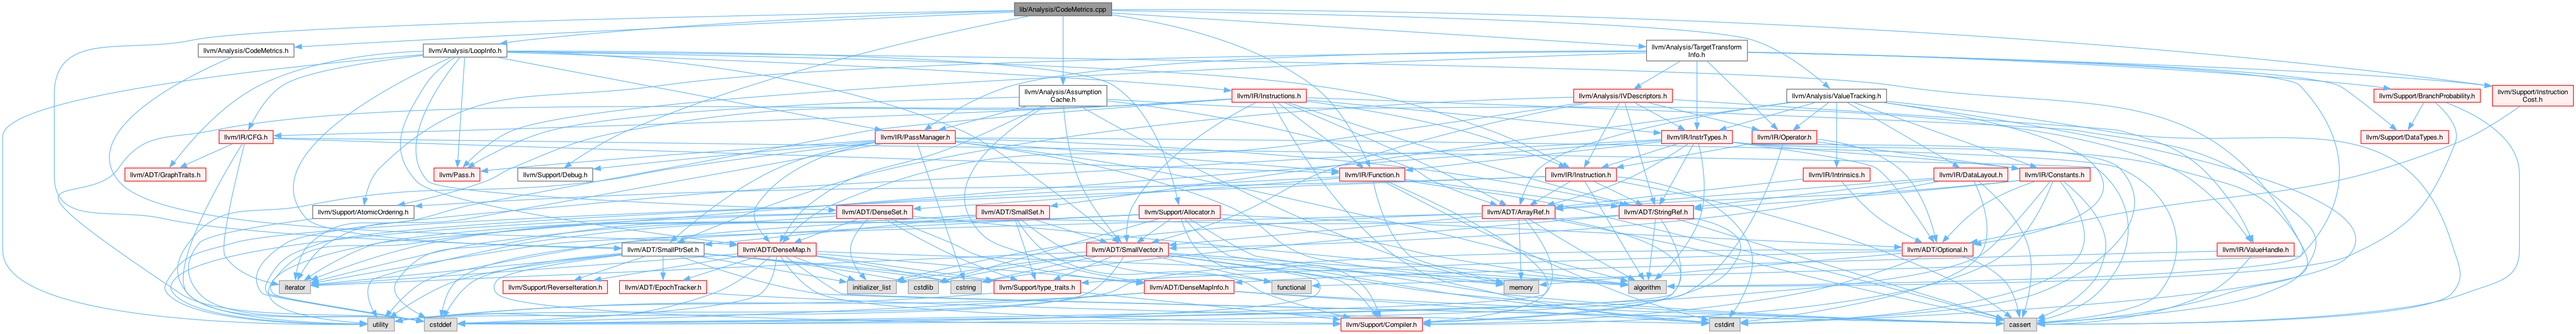 lib/Analysis/CodeMetrics.cpp
llvm/Analysis/CodeMetrics.h
llvm/Analysis/LoopInfo.h
llvm/Analysis/TargetTransform
Info.h
llvm/Analysis/Assumption
Cache.h
llvm/IR/Instructions.h
llvm/Analysis/IVDescriptors.h
llvm/Analysis/ValueTracking.h
llvm/Support/BranchProbability.h
llvm/Support/Instruction
Cost.h
llvm/IR/CFG.h
llvm/IR/PassManager.h
llvm/IR/InstrTypes.h
llvm/IR/Operator.h
llvm/Support/DataTypes.h
llvm/ADT/GraphTraits.h
llvm/Pass.h
llvm/Support/Debug.h
llvm/IR/Function.h
llvm/IR/Instruction.h
llvm/IR/Intrinsics.h
llvm/IR/DataLayout.h
llvm/IR/Constants.h
llvm/Support/AtomicOrdering.h
llvm/ADT/DenseSet.h
llvm/ADT/SmallSet.h
llvm/Support/Allocator.h
llvm/ADT/ArrayRef.h
llvm/ADT/StringRef.h
llvm/ADT/SmallPtrSet.h
llvm/ADT/DenseMap.h
llvm/ADT/SmallVector.h
llvm/ADT/Optional.h
llvm/IR/ValueHandle.h
iterator
llvm/Support/ReverseIteration.h
llvm/ADT/EpochTracker.h
initializer_list
cstdlib
cstring
llvm/Support/type_traits.h
llvm/ADT/DenseMapInfo.h
functional
memory
algorithm
utility
cstddef
llvm/Support/Compiler.h
cstdint
cassert